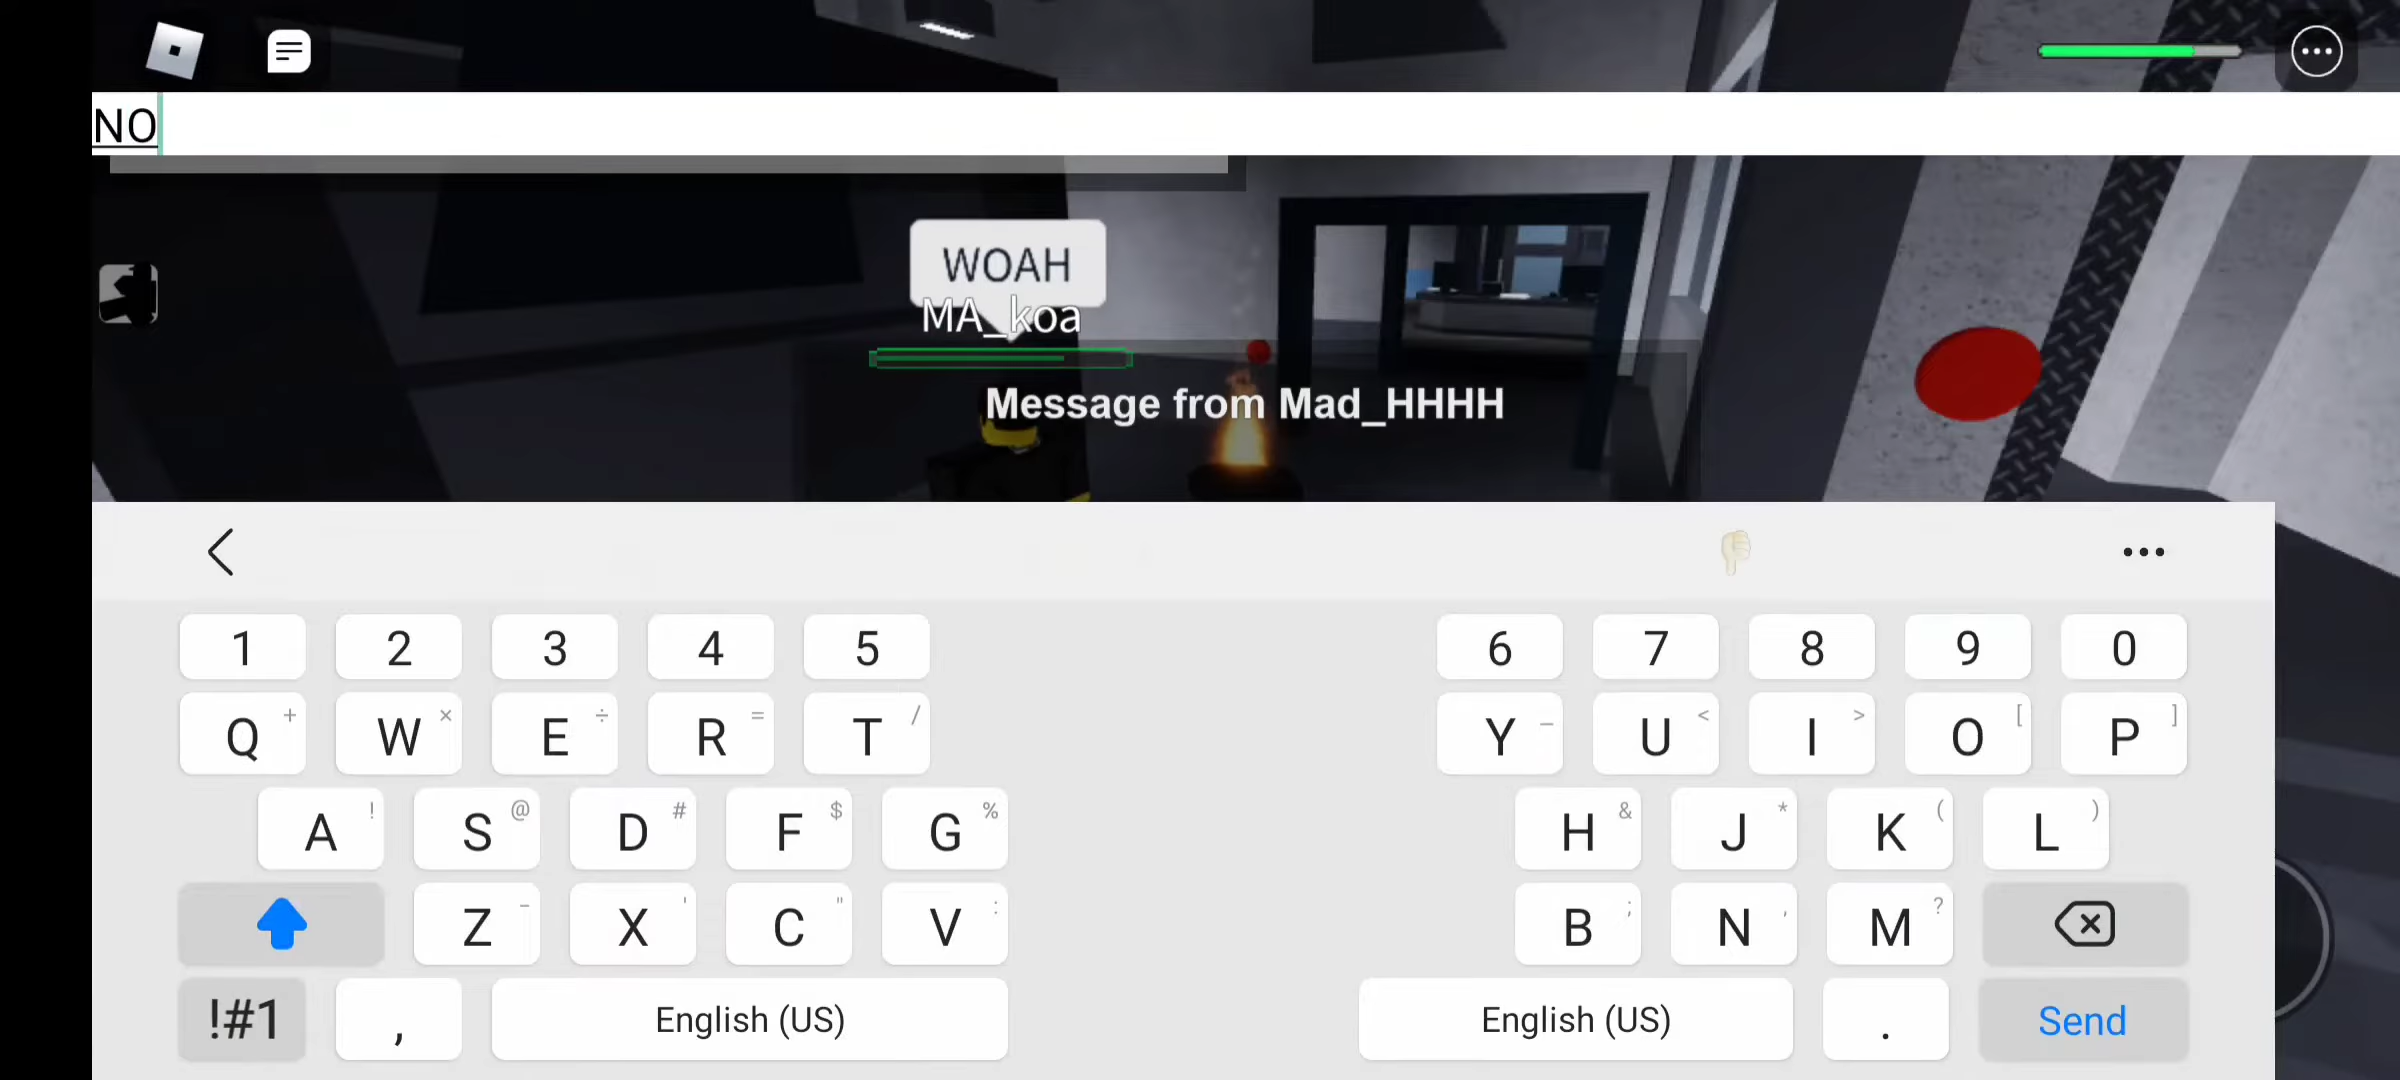 NO
WOAH
MA_koa
Message from Mad_HHHH
1 2 3 4 5 6 7 8 9 0
Q + W × E ÷ R = T / Y _ U < I > O [ P ]
A ! S @ D # F $ G % H & J * K ( L )
Z - X ' C " V : B ; N , M ?
!#1 , English (US) English (US) . Send